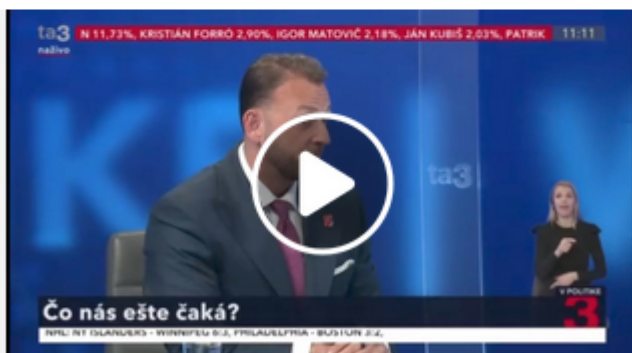 ta3 N 11,73%, KRISTIÁN FORRÓ 2,90%, IGOR MATOVIČ 2,18%, JÁN KUBIŠ 2,03%, PATRIK 11:11
naživo
K
ta3
Čo nás ešte čaká?
V POLITIKE
3
NHL: NY ISLANDERS - WINNIPEG 6:3, PHILADELPHIA - BOSTON 3:2,